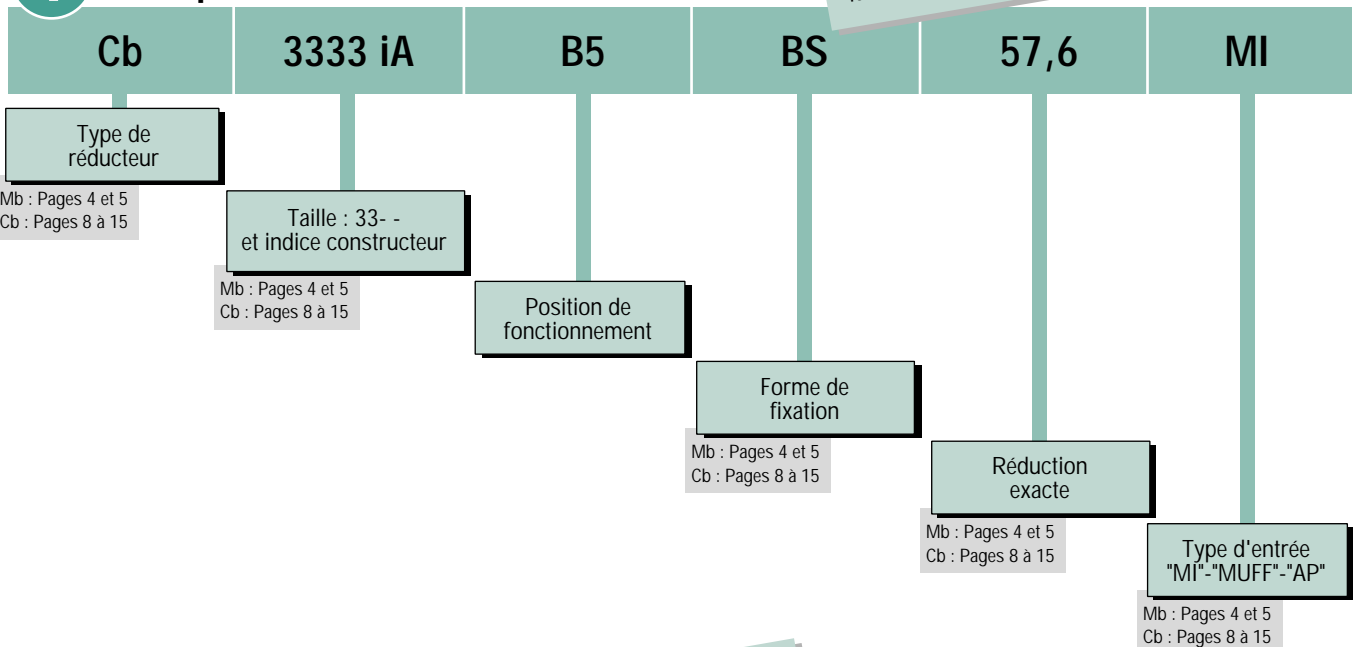 Cb 3333 iA B5 BS 57,6 MI
Type de
réducteur
Mb : Pages 4 et 5
Cb : Pages 8 à 15
Taille : 33- -
et indice constructeur
Mb : Pages 4 et 5
Cb : Pages 8 à 15
Position de
fonctionnement
Forme de
fixation
Mb : Pages 4 et 5
Cb : Pages 8 à 15
Réduction
exacte
Mb : Pages 4 et 5
Cb : Pages 8 à 15
Type d'entrée
"MI"-"MUFF"-"AP"
Mb : Pages 4 et 5
Cb : Pages 8 à 15